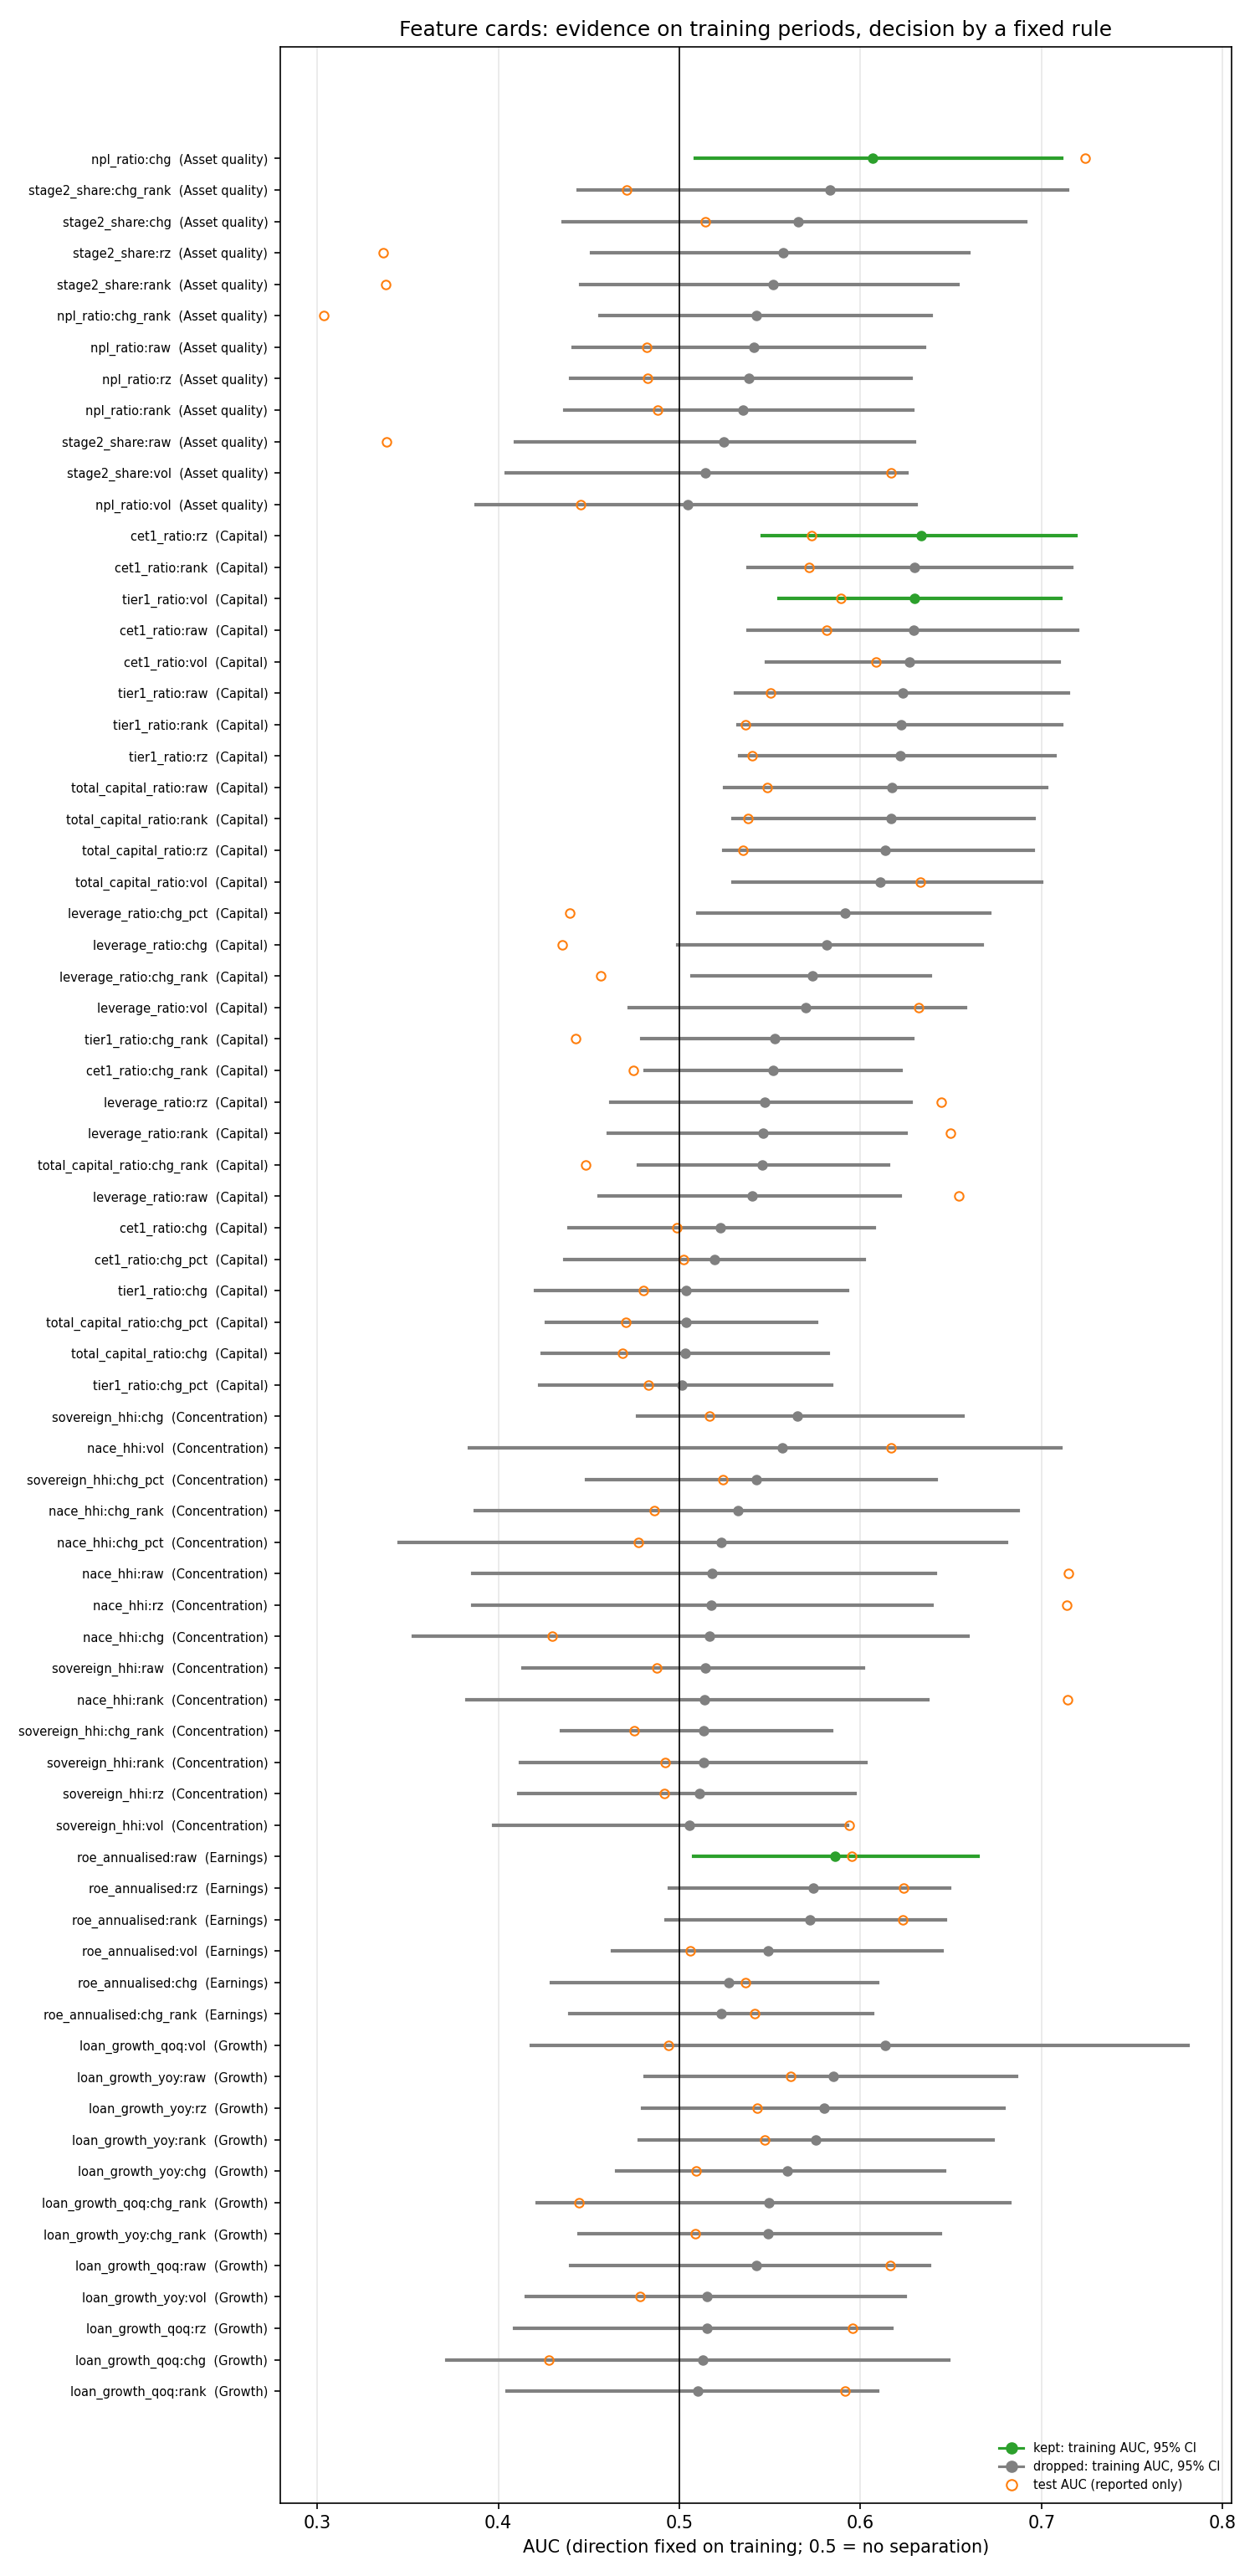 Feature cards: evidence on training periods, decision by a fixed rule
npl_ratio:chg (Asset quality)
stage2_share:chg_rank (Asset quality)
stage2_share:chg (Asset quality)
stage2_share:rz (Asset quality)
stage2_share:rank (Asset quality)
npl_ratio:chg_rank (Asset quality)
npl_ratio:raw (Asset quality)
npl_ratio:rz (Asset quality)
npl_ratio:rank (Asset quality)
stage2_share:raw (Asset quality)
stage2_share:vol (Asset quality)
npl_ratio:vol (Asset quality)
cet1_ratio:rz (Capital)
cet1_ratio:rank (Capital)
tier1_ratio:vol (Capital)
cet1_ratio:raw (Capital)
cet1_ratio:vol (Capital)
tier1_ratio:raw (Capital)
tier1_ratio:rank (Capital)
tier1_ratio:rz (Capital)
total_capital_ratio:raw (Capital)
total_capital_ratio:rank (Capital)
total_capital_ratio:rz (Capital)
total_capital_ratio:vol (Capital)
leverage_ratio:chg_pct (Capital)
leverage_ratio:chg (Capital)
leverage_ratio:chg_rank (Capital)
leverage_ratio:vol (Capital)
tier1_ratio:chg_rank (Capital)
cet1_ratio:chg_rank (Capital)
leverage_ratio:rz (Capital)
leverage_ratio:rank (Capital)
total_capital_ratio:chg_rank (Capital)
leverage_ratio:raw (Capital)
cet1_ratio:chg (Capital)
cet1_ratio:chg_pct (Capital)
tier1_ratio:chg (Capital)
total_capital_ratio:chg_pct (Capital)
total_capital_ratio:chg (Capital)
tier1_ratio:chg_pct (Capital)
sovereign_hhi:chg (Concentration)
nace_hhi:vol (Concentration)
sovereign_hhi:chg_pct (Concentration)
nace_hhi:chg_rank (Concentration)
nace_hhi:chg_pct (Concentration)
nace_hhi:raw (Concentration)
nace_hhi:rz (Concentration)
nace_hhi:chg (Concentration)
sovereign_hhi:raw (Concentration)
nace_hhi:rank (Concentration)
sovereign_hhi:chg_rank (Concentration)
sovereign_hhi:rank (Concentration)
sovereign_hhi:rz (Concentration)
sovereign_hhi:vol (Concentration)
roe_annualised:raw (Earnings)
roe_annualised:rz (Earnings)
roe_annualised:rank (Earnings)
roe_annualised:vol (Earnings)
roe_annualised:chg (Earnings)
roe_annualised:chg_rank (Earnings)
loan_growth_qoq:vol (Growth)
loan_growth_yoy:raw (Growth)
loan_growth_yoy:rz (Growth)
loan_growth_yoy:rank (Growth)
loan_growth_yoy:chg (Growth)
loan_growth_qoq:chg_rank (Growth)
loan_growth_yoy:chg_rank (Growth)
loan_growth_qoq:raw (Growth)
loan_growth_yoy:vol (Growth)
loan_growth_qoq:rz (Growth)
loan_growth_qoq:chg (Growth)
loan_growth_qoq:rank (Growth)
kept: training AUC, 95% CI
dropped: training AUC, 95% CI
test AUC (reported only)
0.3 0.4 0.5 0.6 0.7 0.8
AUC (direction fixed on training; 0.5 = no separation)